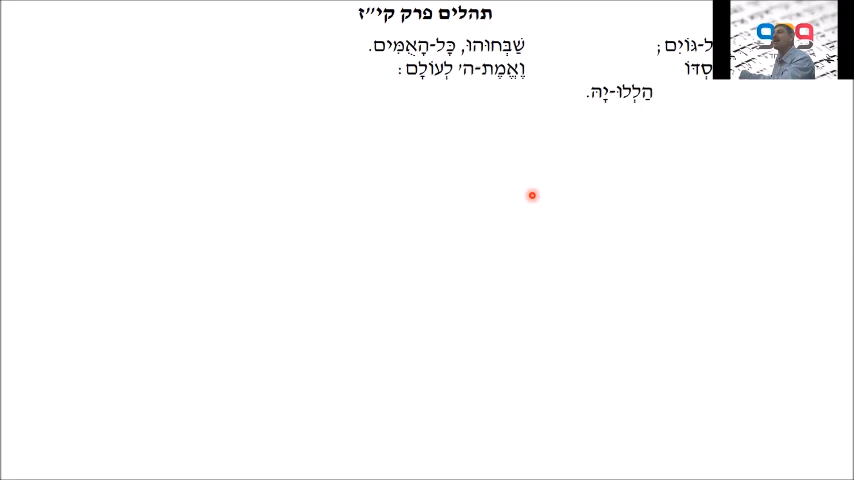 תהלים פרק קי״ז
ל-גּוֹיִם ; שַׁבְּחוּהוּ, כָּל-הָאֻמִּים.
סְדּוֹ וֶאֱמֶת-ה' לְעוֹלָם :
הַלְלוּ-יָהּ.